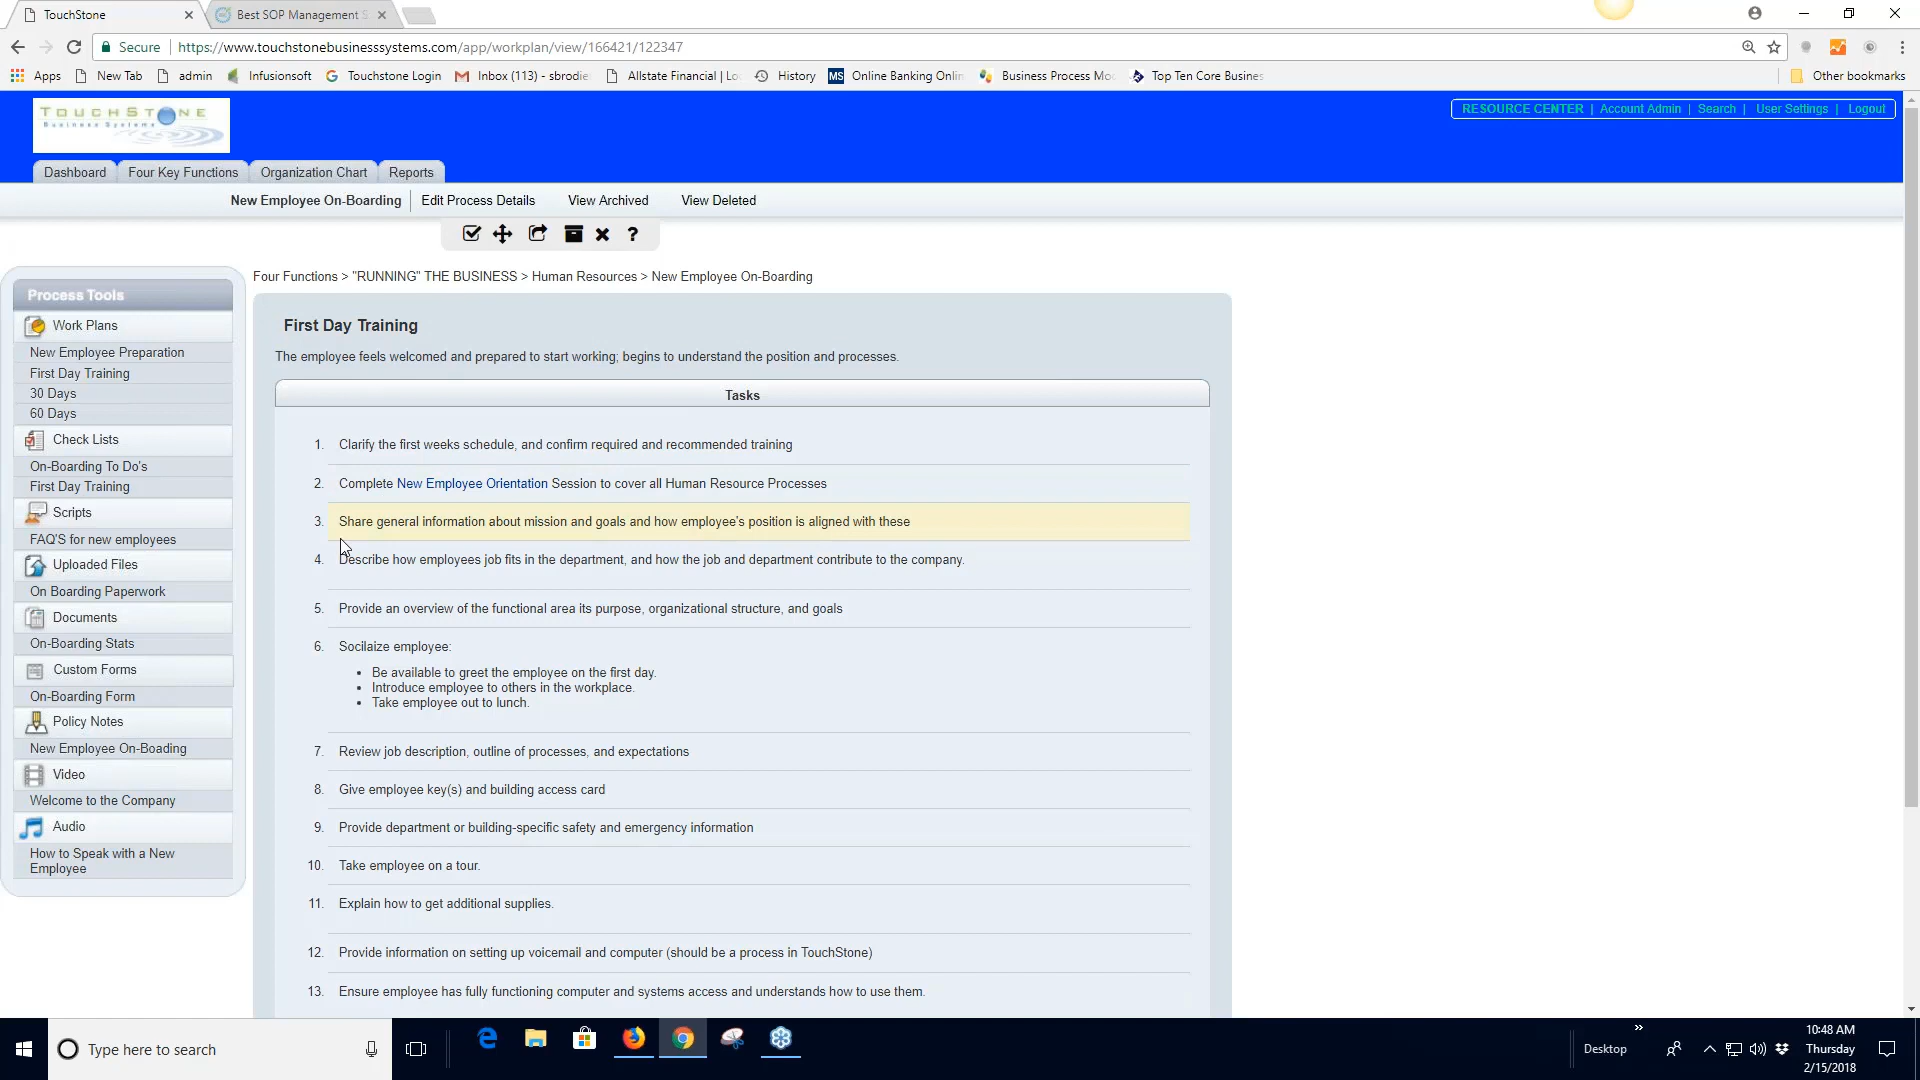 TouchStone
Best SOP Management S
Secure
https://www.touchstonebusinesssystems.com/app/workplan/view/166421/122347
Apps
New Tab
admin
Infusionsoft
Touchstone Login
Inbox (113) - sbrodie
Allstate Financial | Lo
History
MS
Online Banking Onlin
Business Process Mo
Top Ten Core Busines
Other bookmarks
TOUCHSTONE
Business Systems
RESOURCE CENTER | Account Admin | Search | User Settings | Logout
Dashboard
Four Key Functions
Organization Chart
Reports
New Employee On-Boarding
Edit Process Details
View Archived
View Deleted
?
Four Functions > "RUNNING" THE BUSINESS > Human Resources > New Employee On-Boarding
Process Tools
Work Plans
New Employee Preparation
First Day Training
30 Days
60 Days
Check Lists
On-Boarding To Do's
First Day Training
Scripts
FAQ'S for new employees
Uploaded Files
On Boarding Paperwork
Documents
On-Boarding Stats
Custom Forms
On-Boarding Form
Policy Notes
New Employee On-Boading
Video
Welcome to the Company
Audio
How to Speak with a New
Employee
First Day Training
The employee feels welcomed and prepared to start working; begins to understand the position and processes.
Tasks
1. Clarify the first weeks schedule, and confirm required and recommended training
2. Complete New Employee Orientation Session to cover all Human Resource Processes
3. Share general information about mission and goals and how employee's position is aligned with these
4. Describe how employees job fits in the department, and how the job and department contribute to the company.
5. Provide an overview of the functional area its purpose, organizational structure, and goals
6. Socilaize employee:
• Be available to greet the employee on the first day.
• Introduce employee to others in the workplace.
• Take employee out to lunch.
7. Review job description, outline of processes, and expectations
8. Give employee key(s) and building access card
9. Provide department or building-specific safety and emergency information
10. Take employee on a tour.
11. Explain how to get additional supplies.
12. Provide information on setting up voicemail and computer (should be a process in TouchStone)
13. Ensure employee has fully functioning computer and systems access and understands how to use them.
Type here to search
Desktop
10:48 AM
Thursday
2/15/2018